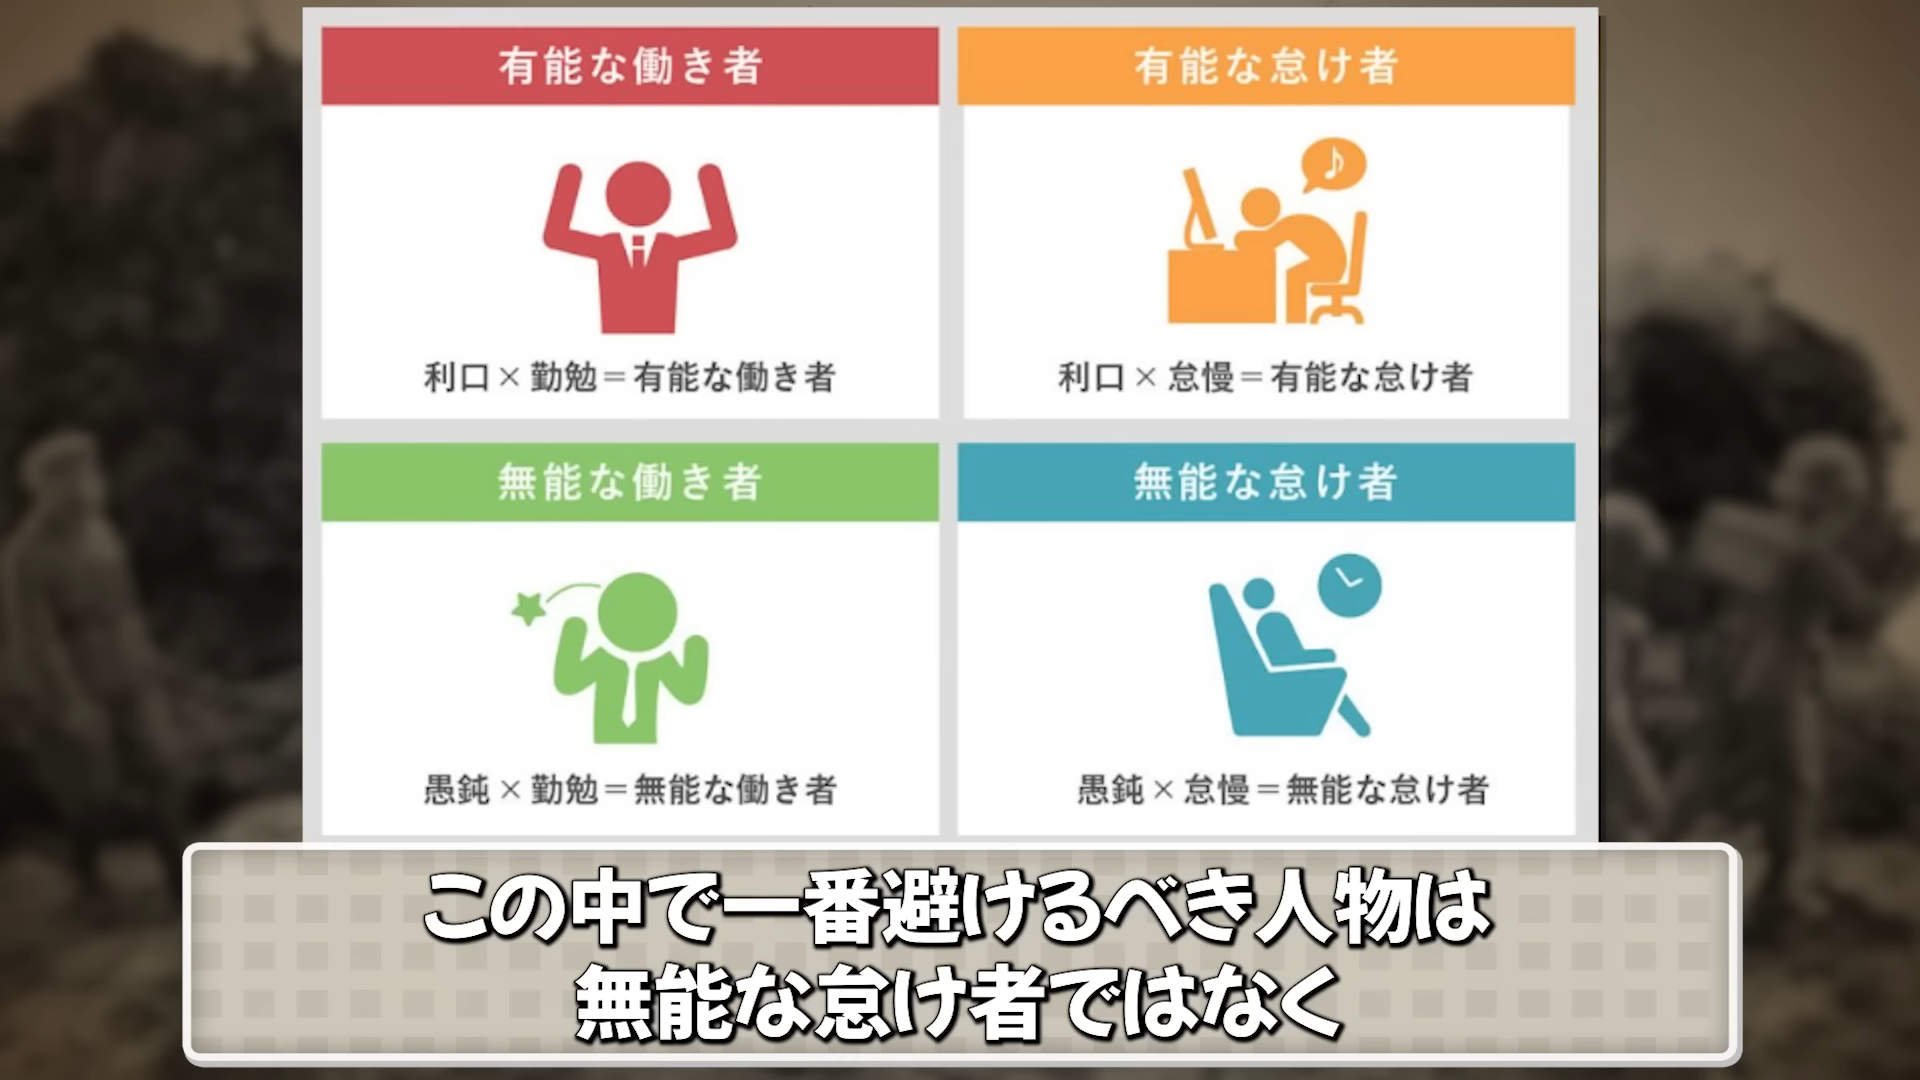 有能な働き者
有能な怠け者
利口×勤勉=有能な働き者
利口×怠慢=有能な怠け者
無能な働き者
無能な怠け者
愚鈍×勤勉=無能な働き者
愚鈍×怠慢=無能な怠け者
この中で一番避けるべき人物は
無能な怠け者ではなく